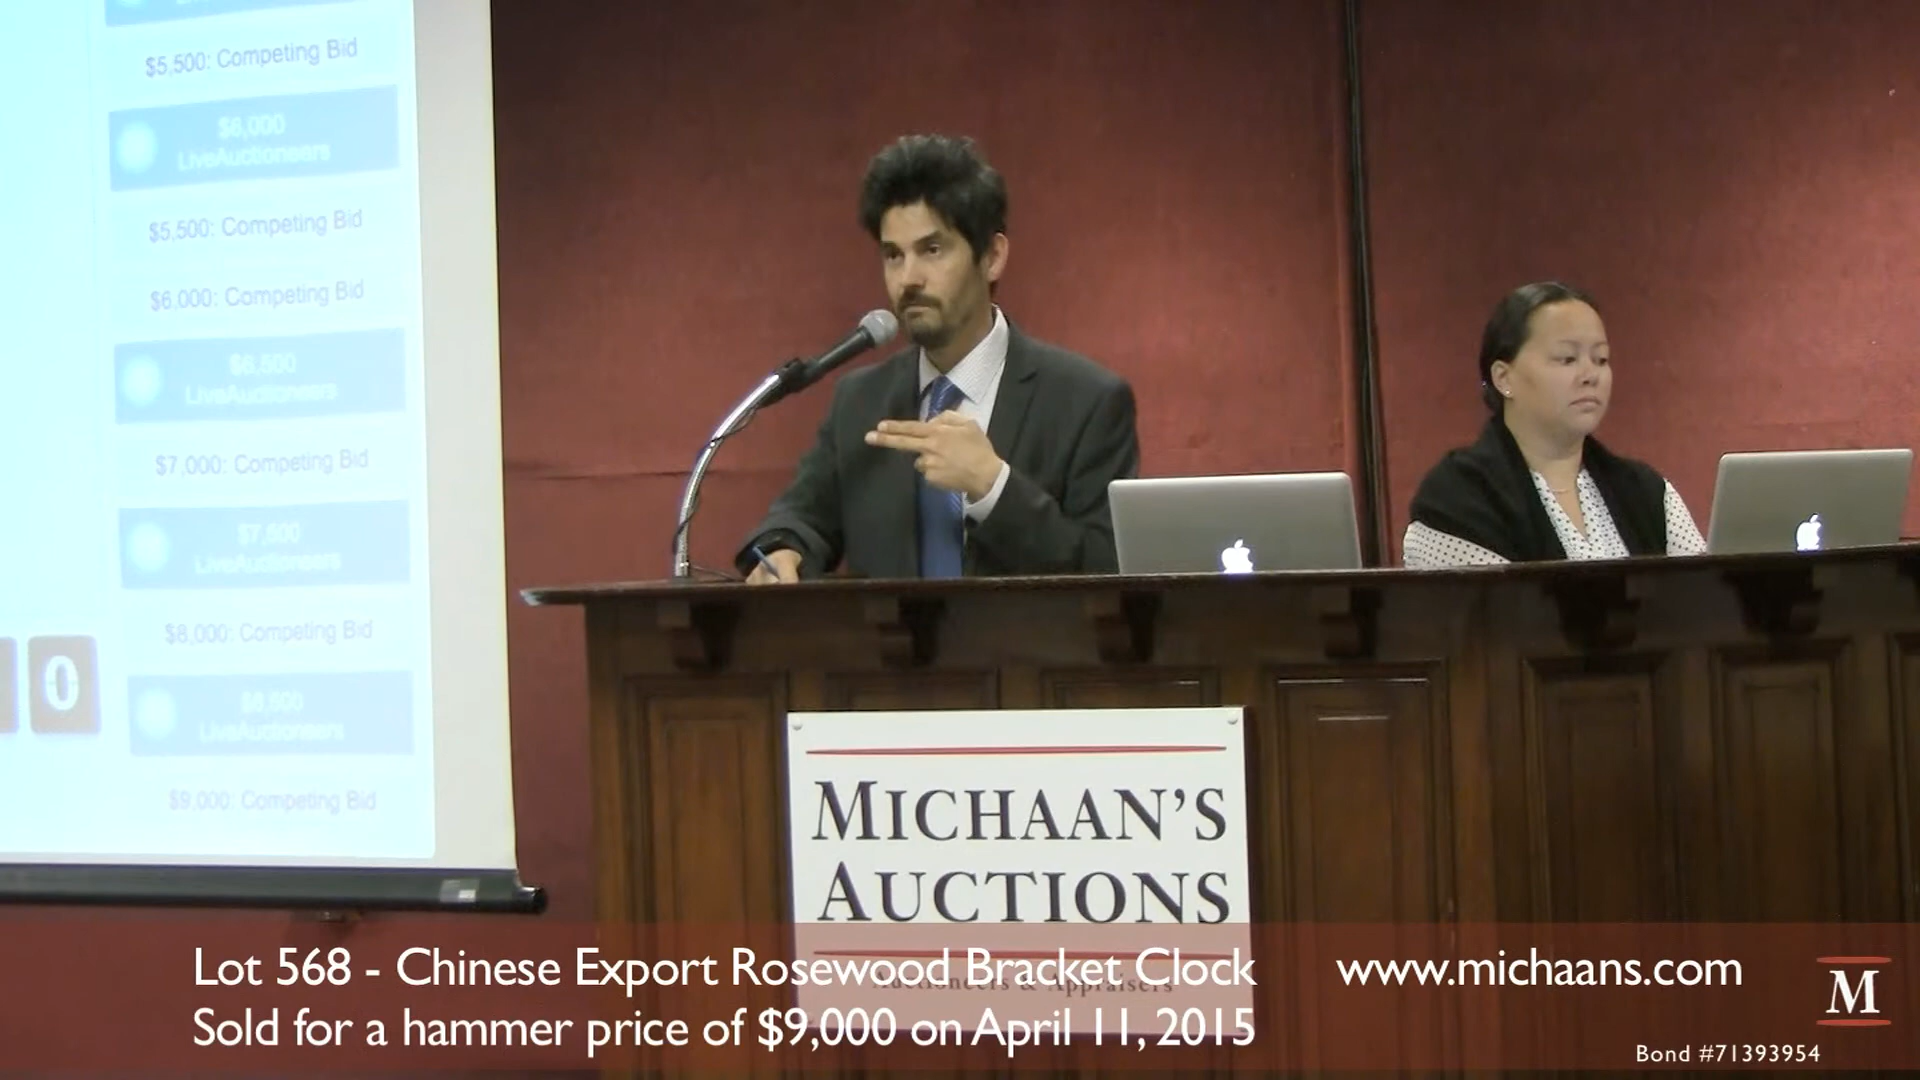 $5,500: Competing Bid
$6,000
LiveAuctioneers
$5,500: Competing Bid
$6,000: Competing Bid
$6,500
LiveAuctioneers
$7,000: Competing Bid
$7,500
LiveAuctioneers
$8,000: Competing Bid
$8,500
LiveAuctioneers
$9,000: Competing Bid
0
MICHAAN'S
AUCTIONS
Auctioneers & Appraisers
Lot 568 - Chinese Export Rosewood Bracket Clock
Sold for a hammer price of $9,000 on April 11, 2015
www.michaans.com
M
Bond #71393954